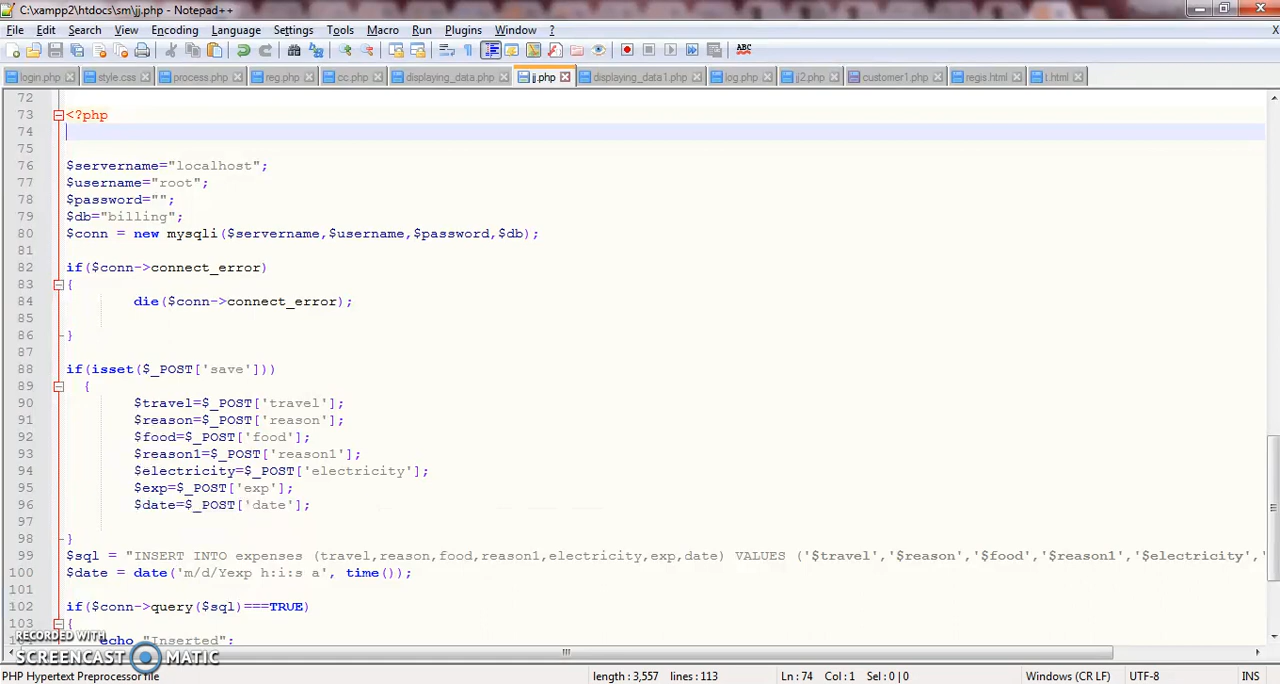 C:\xampp2\htdocs\sm\jj.php - Notepad++
File Edit Search View Encoding Language Settings Tools Macro Run Plugins Window ? X
ABC
login.php style.css process.php reg.php cc.php displaying_data.php jj.php displaying_data1.php log.php jj2.php customer1.php regis.html t.html
72
73 <?php
74
75
76 $servername="localhost";
77 $username="root";
78 $password="";
79 $db="billing";
80 $conn = new mysqli($servername,$username,$password,$db);
81
82 if($conn->connect_error)
83 {
84 die($conn->connect_error);
85
86 }
87
88 if(isset($_POST['save']))
89 {
90 $travel=$_POST['travel'];
91 $reason=$_POST['reason'];
92 $food=$_POST['food'];
93 $reason1=$_POST['reason1'];
94 $electricity=$_POST['electricity'];
95 $exp=$_POST['exp'];
96 $date=$_POST['date'];
97
98 }
99 $sql = "INSERT INTO expenses (travel,reason,food,reason1,electricity,exp,date) VALUES ('$travel','$reason','$food','$reason1','$electricity','
100 $date = date('m/d/Yexp h:i:s a', time());
101
102 if($conn->query($sql)===TRUE)
103 {
echo "Inserted";
RECORDED WITH
SCREENCAST MATIC
PHP Hypertext Preprocessor file length : 3,557 lines : 113 Ln : 74 Col : 1 Sel : 0 | 0 Windows (CR LF) UTF-8 INS